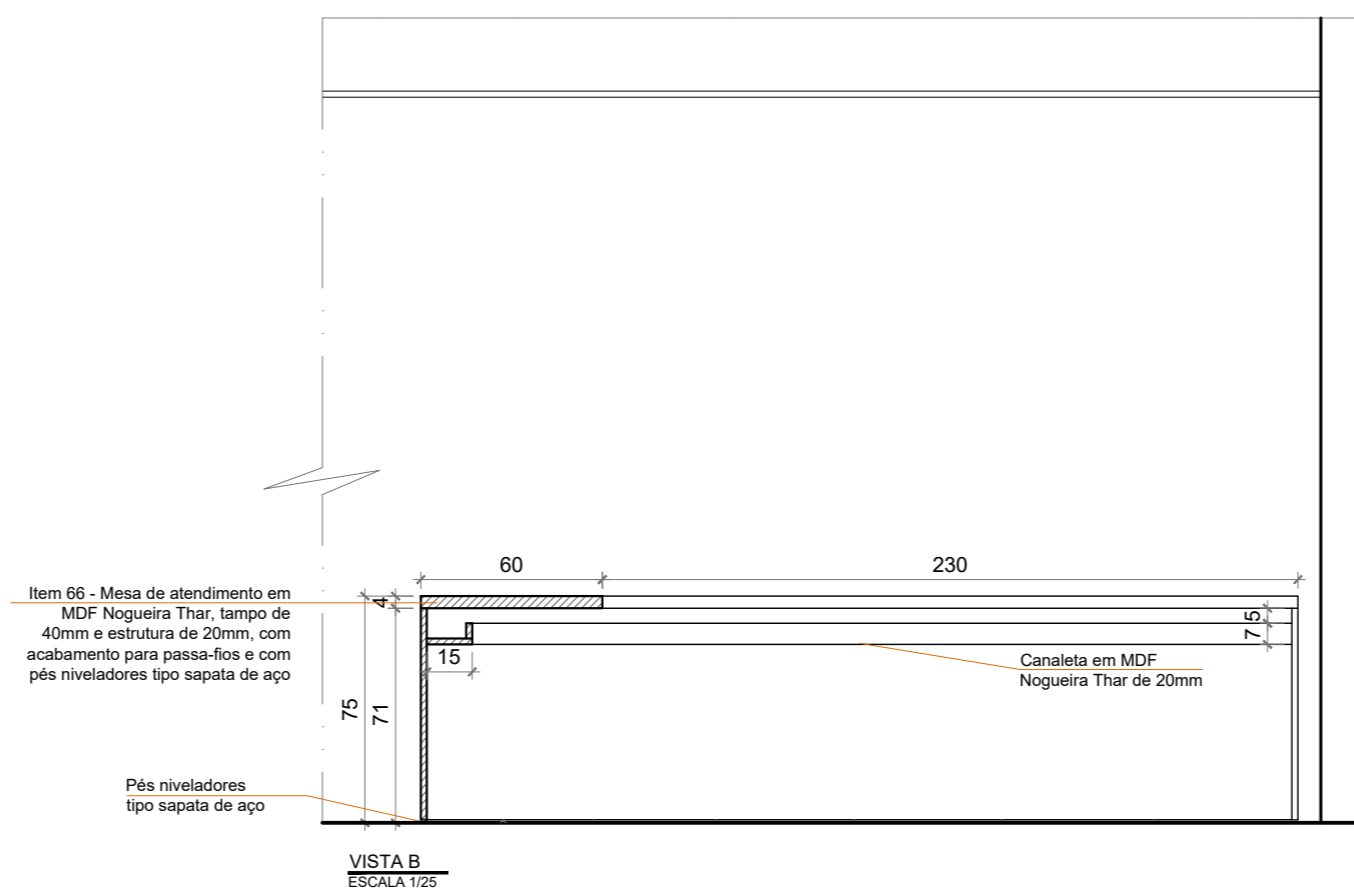 60
230
Item 66 - Mesa de atendimento em
MDF Nogueira Thar, tampo de
40mm e estrutura de 20mm, com
acabamento para passa-fios e com
pés niveladores tipo sapata de aço
4
5
7
15
Canaleta em MDF
Nogueira Thar de 20mm
75
71
Pés niveladores
tipo sapata de aço
VISTA B
ESCALA 1/25